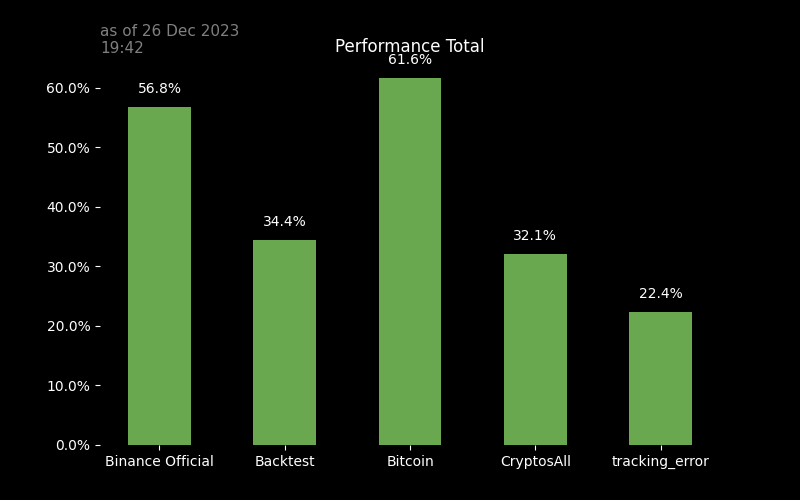 as of 26 Dec 2023
19:42
Performance Total
61.6%
60.0%
56.8%
50.0%
40.0%
34.4%
32.1%
30.0%
22.4%
20.0%
10.0%
0.0%
Binance Official
Backtest
Bitcoin
CryptosAll
tracking_error